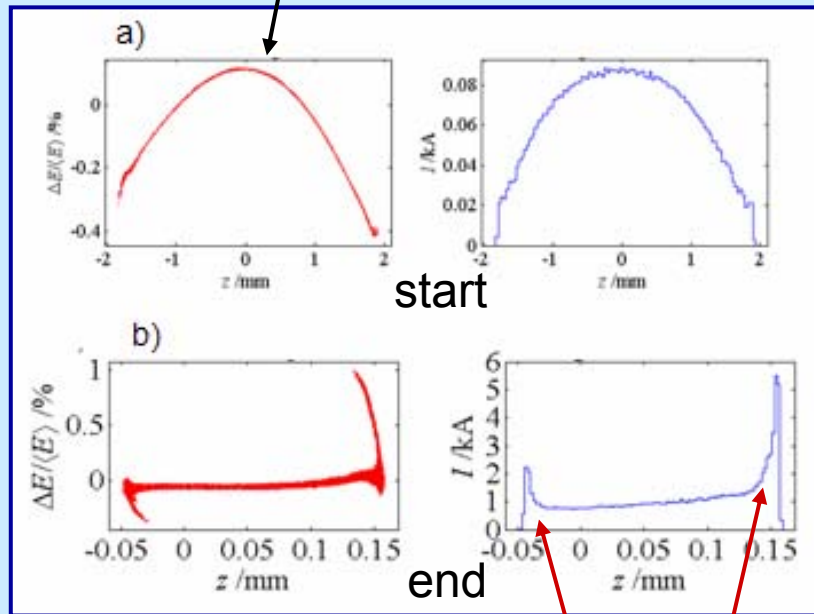 a)
0
-0.2
-0.4
ΔE/⟨E⟩ /%
-2 -1 0 1 2
z /mm
0.08
0.06
0.04
0.02
0
I /kA
-2 -1 0 1 2
z /mm
start
b)
1
0.5
0
ΔE/⟨E⟩ /%
-0.05 0 0.05 0.1 0.15
z /mm
6
5
4
3
2
1
0
I /kA
-0.05 0 0.05 0.1 0.15
z /mm
end